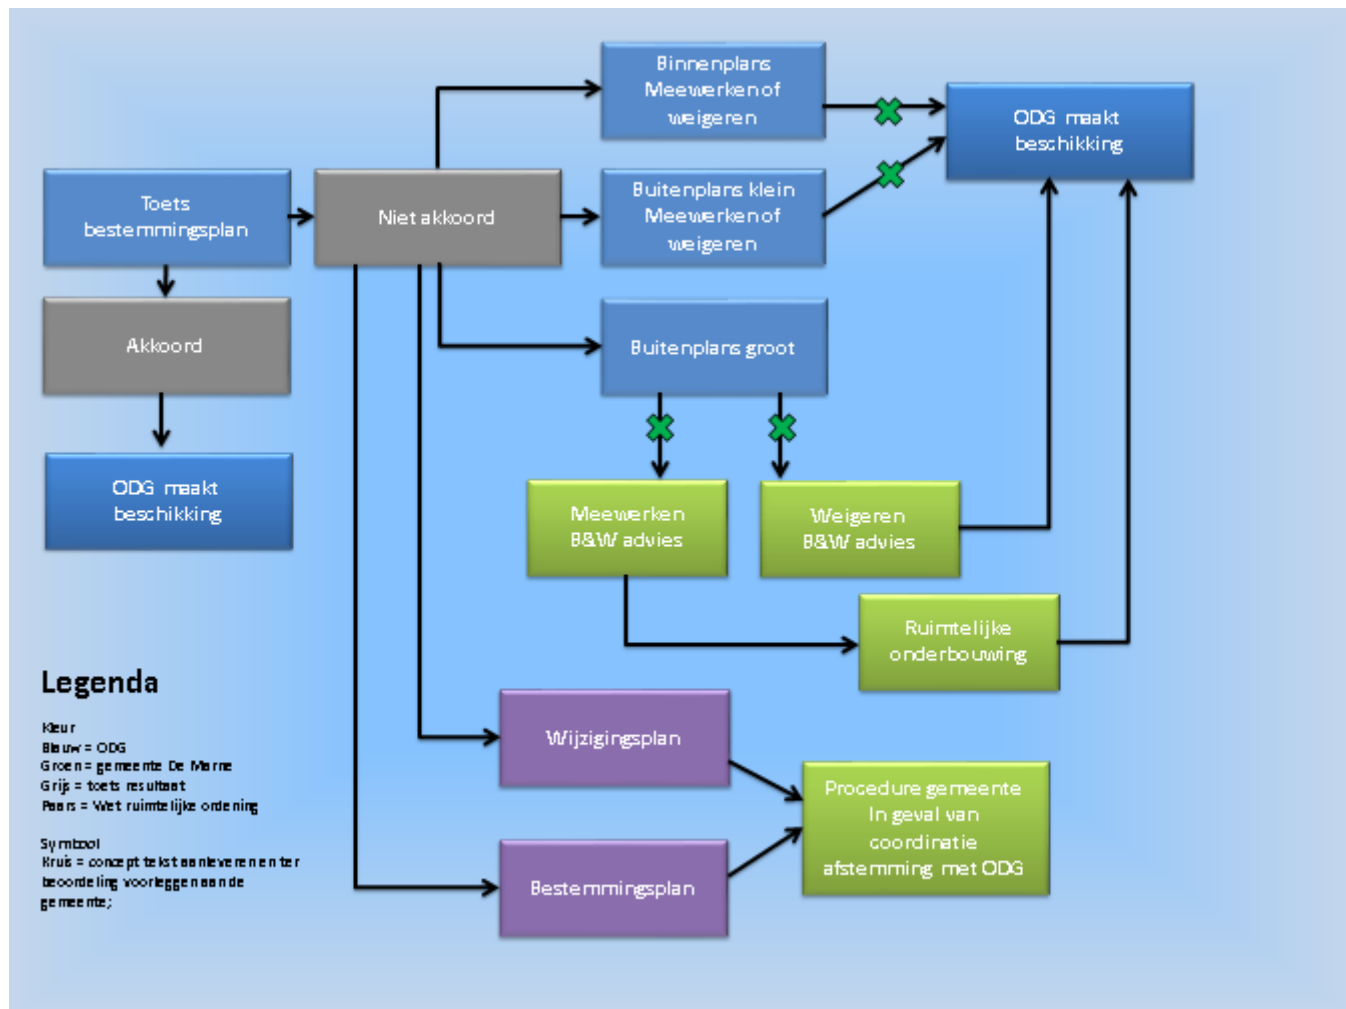 Binnenplans
Meewerken of
weigeren
ODG maakt
beschikking
Toets
bestemmingsplan
Niet akkoord
Buitenplans klein
Meewerken of
weigeren
Akkoord
Buitenplans groot
ODG maakt
beschikking
Meewerken
B&W advies
Weigeren
B&W advies
Ruimtelijke
onderbouwing
Legenda
Kleur
Blauw = ODG
Groen = gemeente De Marne
Grijs = toets resultaat
Paars = Wet ruimtelijke ordening
Symbool
Kruis = concept tekst aanleveren en ter
beoordeling voorleggen aan de
gemeente;
Wijzigingsplan
Bestemmingsplan
Procedure gemeente
In geval van
coordinatie
afstemming met ODG